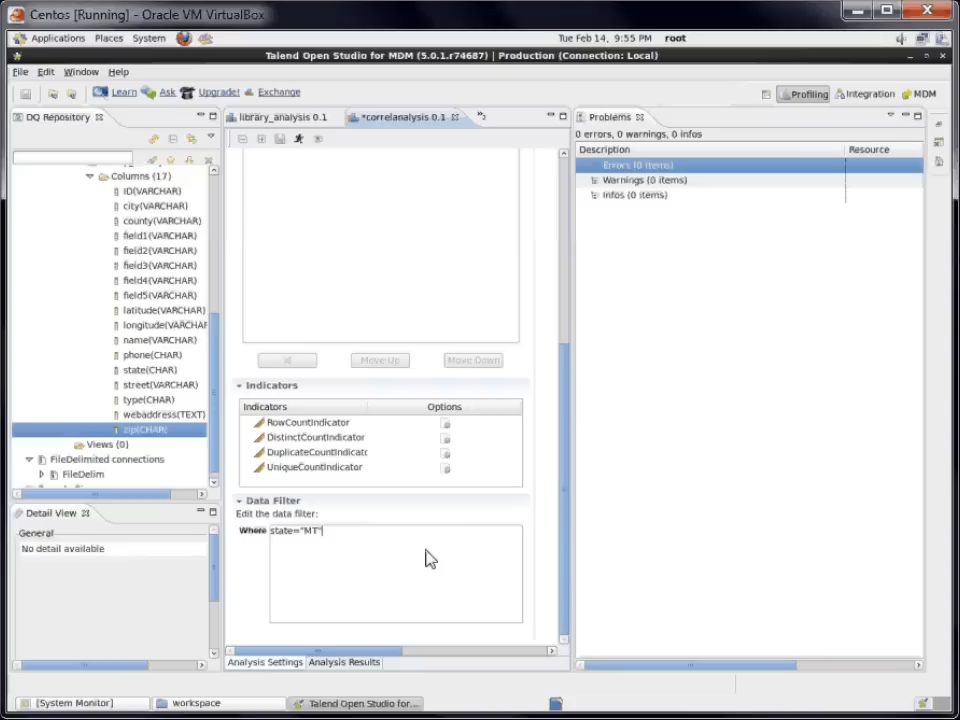 Centos [Running] - Oracle VM VirtualBox
Applications Places System Tue Feb 14, 9:55 PM root
Talend Open Studio for MDM (5.0.1.r74687) | Production (Connection: Local)
File Edit Window Help
Learn Ask Upgrade! Exchange Profiling Integration MDM
DQ Repository
Columns (17)
ID(VARCHAR)
city(VARCHAR)
county(VARCHAR)
field1(VARCHAR)
field2(VARCHAR)
field3(VARCHAR)
field4(VARCHAR)
field5(VARCHAR)
latitude(VARCHAR)
longitude(VARCHAR
name(VARCHAR)
phone(CHAR)
state(CHAR)
street(VARCHAR)
type(CHAR)
webaddress(TEXT)
zip(CHAR)
Views (0)
FileDelimited connections
FileDelim
Detail View
General
No detail available
library_analysis 0.1 *correlanalysis 0.1
Move Up Move Down
Indicators
Indicators Options
RowCountIndicator
DistinctCountIndicator
DuplicateCountIndicatc
UniqueCountIndicator
Data Filter
Edit the data filter:
Where state="MT"
Analysis Settings Analysis Results
Problems
0 errors, 0 warnings, 0 infos
Description Resource
Errors (0 items)
Warnings (0 items)
Infos (0 items)
[System Monitor] workspace Talend Open Studio for...